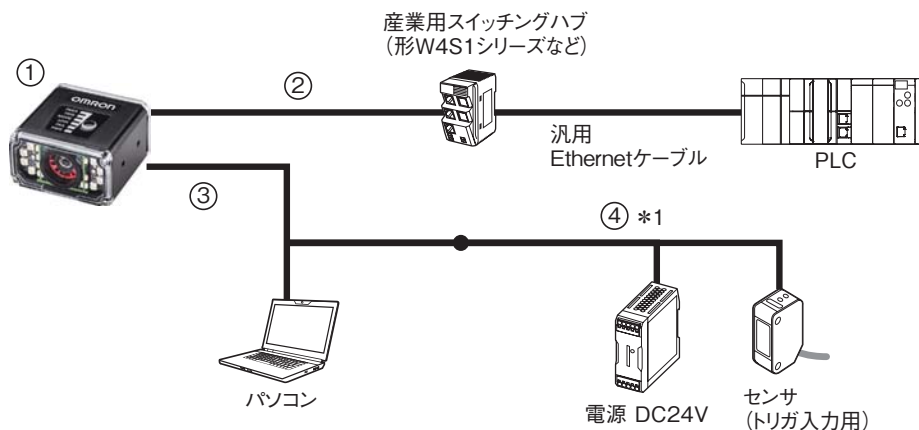 産業用スイッチングハブ
（形W4S1シリーズなど）
①
OMRON
②
汎用
Ethernetケーブル
PLC
③
④ *1
パソコン
電源 DC24V
センサ
（トリガ入力用）